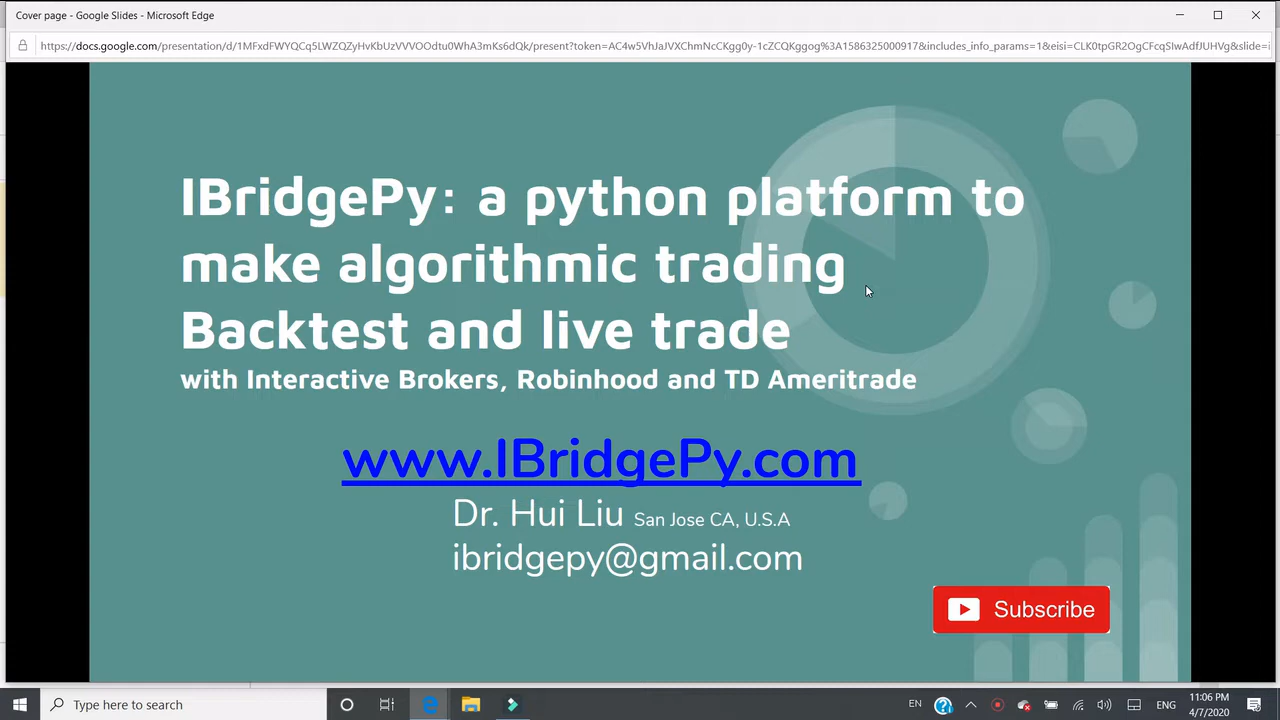 Cover page - Google Slides - Microsoft Edge
https://docs.google.com/presentation/d/1MFxdFWYQCq5LWZQZyHvKbUzVVVOOdtu0WhA3mKs6dQk/present?token=AC4w5VhJaJVXChmNcCKgg0y-1cZCQKggog%3A1586325000917&includes_info_params=1&eisi=CLK0tpGR2OgCFcqSIwAdfJUHVg&slide=i
IBridgePy: a python platform to
make algorithmic trading
Backtest and live trade
with Interactive Brokers, Robinhood and TD Ameritrade
www.IBridgePy.com
Dr. Hui Liu San Jose CA, U.S.A
ibridgepy@gmail.com
Subscribe
Type here to search
EN
ENG
11:06 PM
4/7/2020